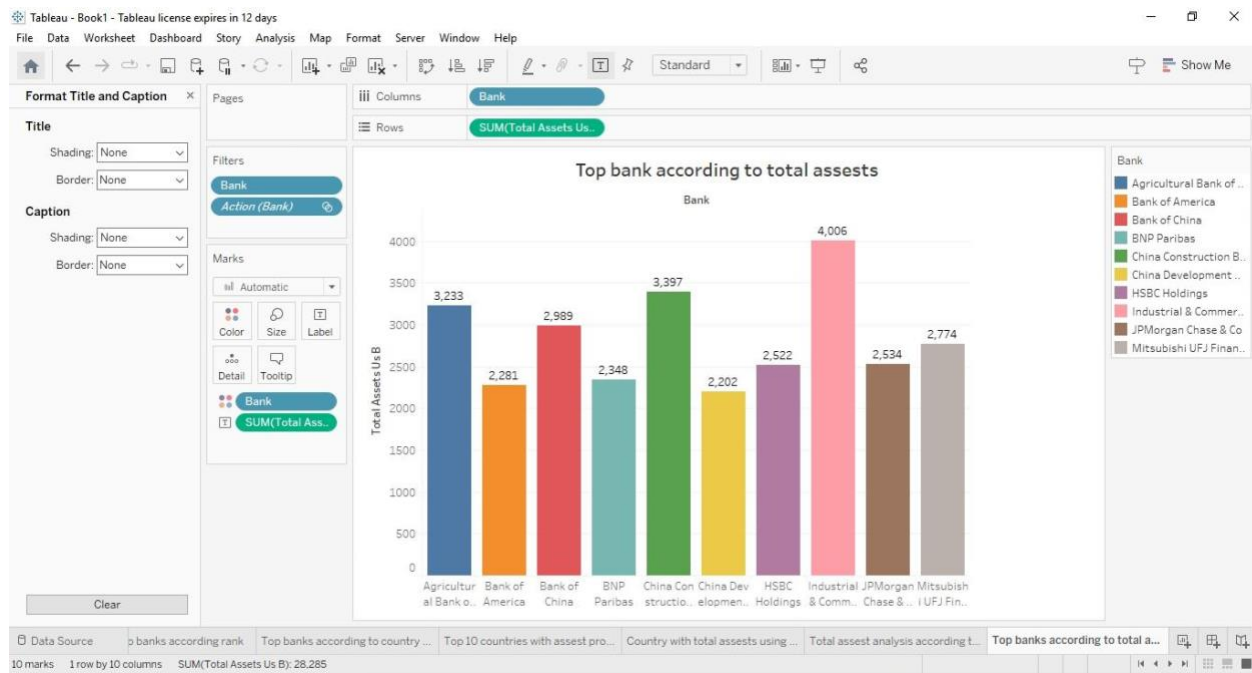 Tableau - Book1 - Tableau license expires in 12 days
File Data Worksheet Dashboard Story Analysis Map Format Server Window Help
Standard
Show Me
Format Title and Caption
Title
Shading: None
Border: None
Caption
Shading: None
Border: None
Clear
Pages
Filters
Bank
Action (Bank)
Marks
Automatic
Color Size Label
Detail Tooltip
Bank
SUM(Total Ass..
Columns Bank
Rows SUM(Total Assets Us..
Top bank according to total assests
Bank
Total Assets Us B
4000
3500
3000
2500
2000
1500
1000
500
0
3,233
2,281
2,989
2,348
3,397
2,202
2,522
4,006
2,534
2,774
Agricultur
al Bank o..
Bank of
America
Bank of
China
BNP
Paribas
China Con
structio..
China Dev
elopmen..
HSBC
Holdings
Industrial
& Comm..
JPMorgan
Chase & ..
Mitsubish
i UFJ Fin..
Bank
Agricultural Bank of ..
Bank of America
Bank of China
BNP Paribas
China Construction B..
China Development ..
HSBC Holdings
Industrial & Commer..
JPMorgan Chase & Co
Mitsubishi UFJ Finan..
Data Source
p banks according rank
Top banks according to country ...
Top 10 countries with assest pro...
Country with total assests using ...
Total assest analysis according t...
Top banks according to total a...
10 marks 1 row by 10 columns SUM(Total Assets Us B): 28,285